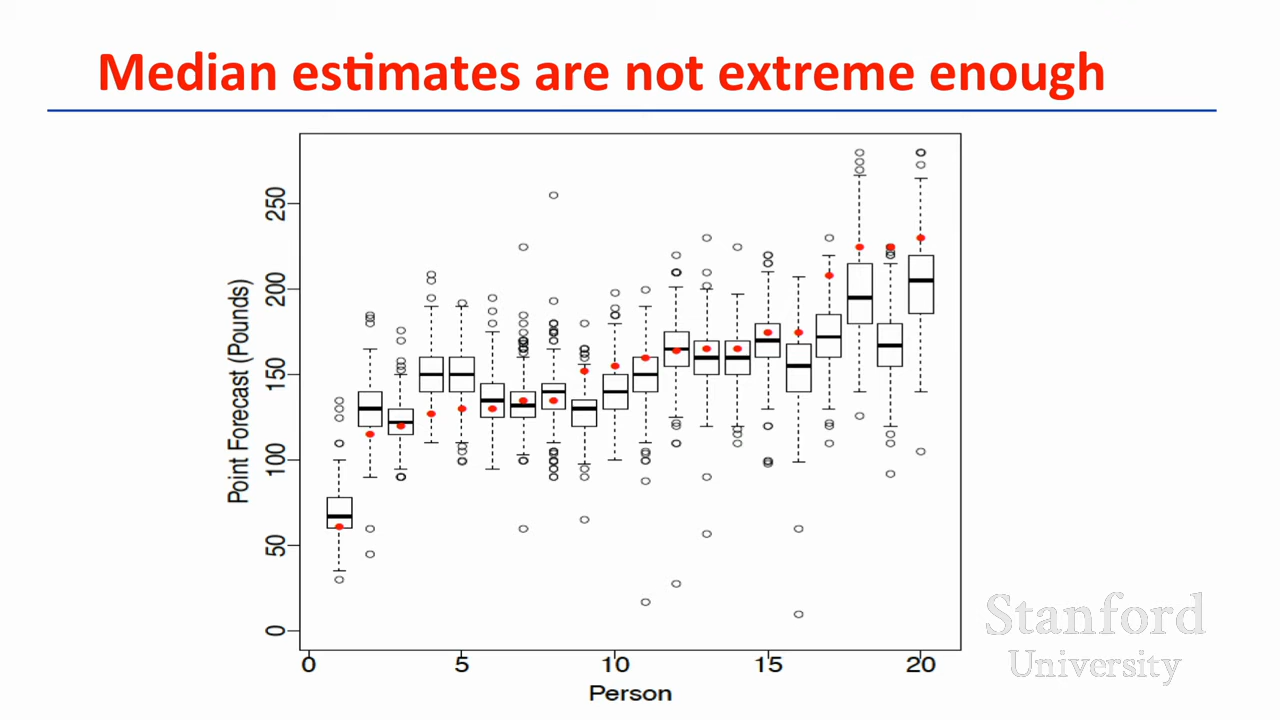 Median estimates are not extreme enough
Point Forecast (Pounds)
250
200
150
100
50
0
0 5 10 15 20
Person
Stanford
University